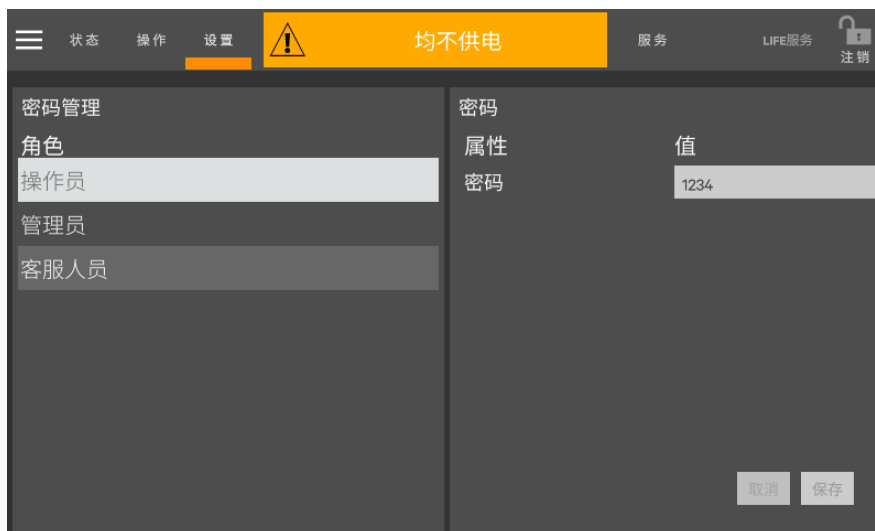 状态 操作 设置 均不供电 服务 LIFE服务 注销
密码管理
角色
操作员
管理员
客服人员
密码
属性 值
密码 1234
取消 保存